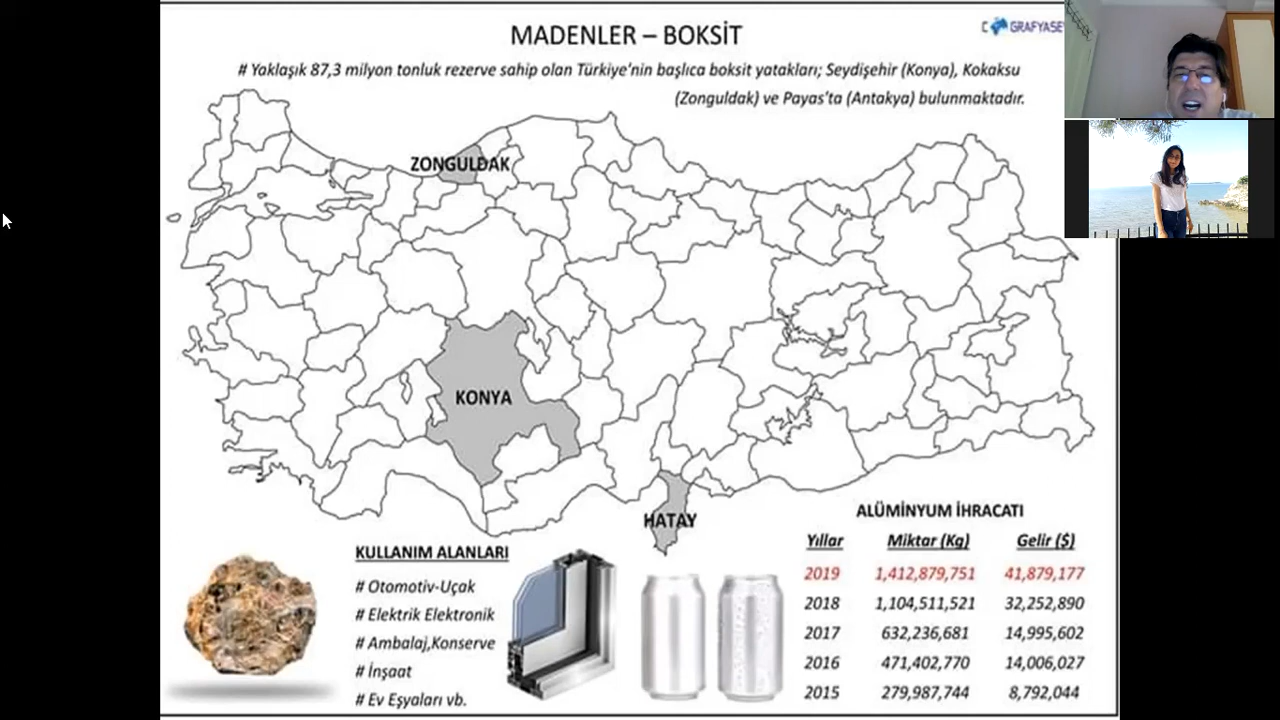 MADENLER – BOKSİT
C GRAFYASE
# Yaklaşık 87,3 milyon tonluk rezerve sahip olan Türkiye'nin başlıca boksit yatakları; Seydişehir (Konya), Kokaksu
(Zonguldak) ve Payas'ta (Antakya) bulunmaktadır.
ZONGULDAK
KONYA
HATAY
KULLANIM ALANLARI
# Otomotiv-Uçak
# Elektrik Elektronik
# Ambalaj,Konserve
# İnşaat
# Ev Eşyaları vb.
ALÜMİNYUM İHRACATI
Yıllar Miktar (Kg) Gelir ($)
2019 1,412,879,751 41,879,177
2018 1,104,511,521 32,252,890
2017 632,236,681 14,995,602
2016 471,402,770 14,006,027
2015 279,987,744 8,792,044